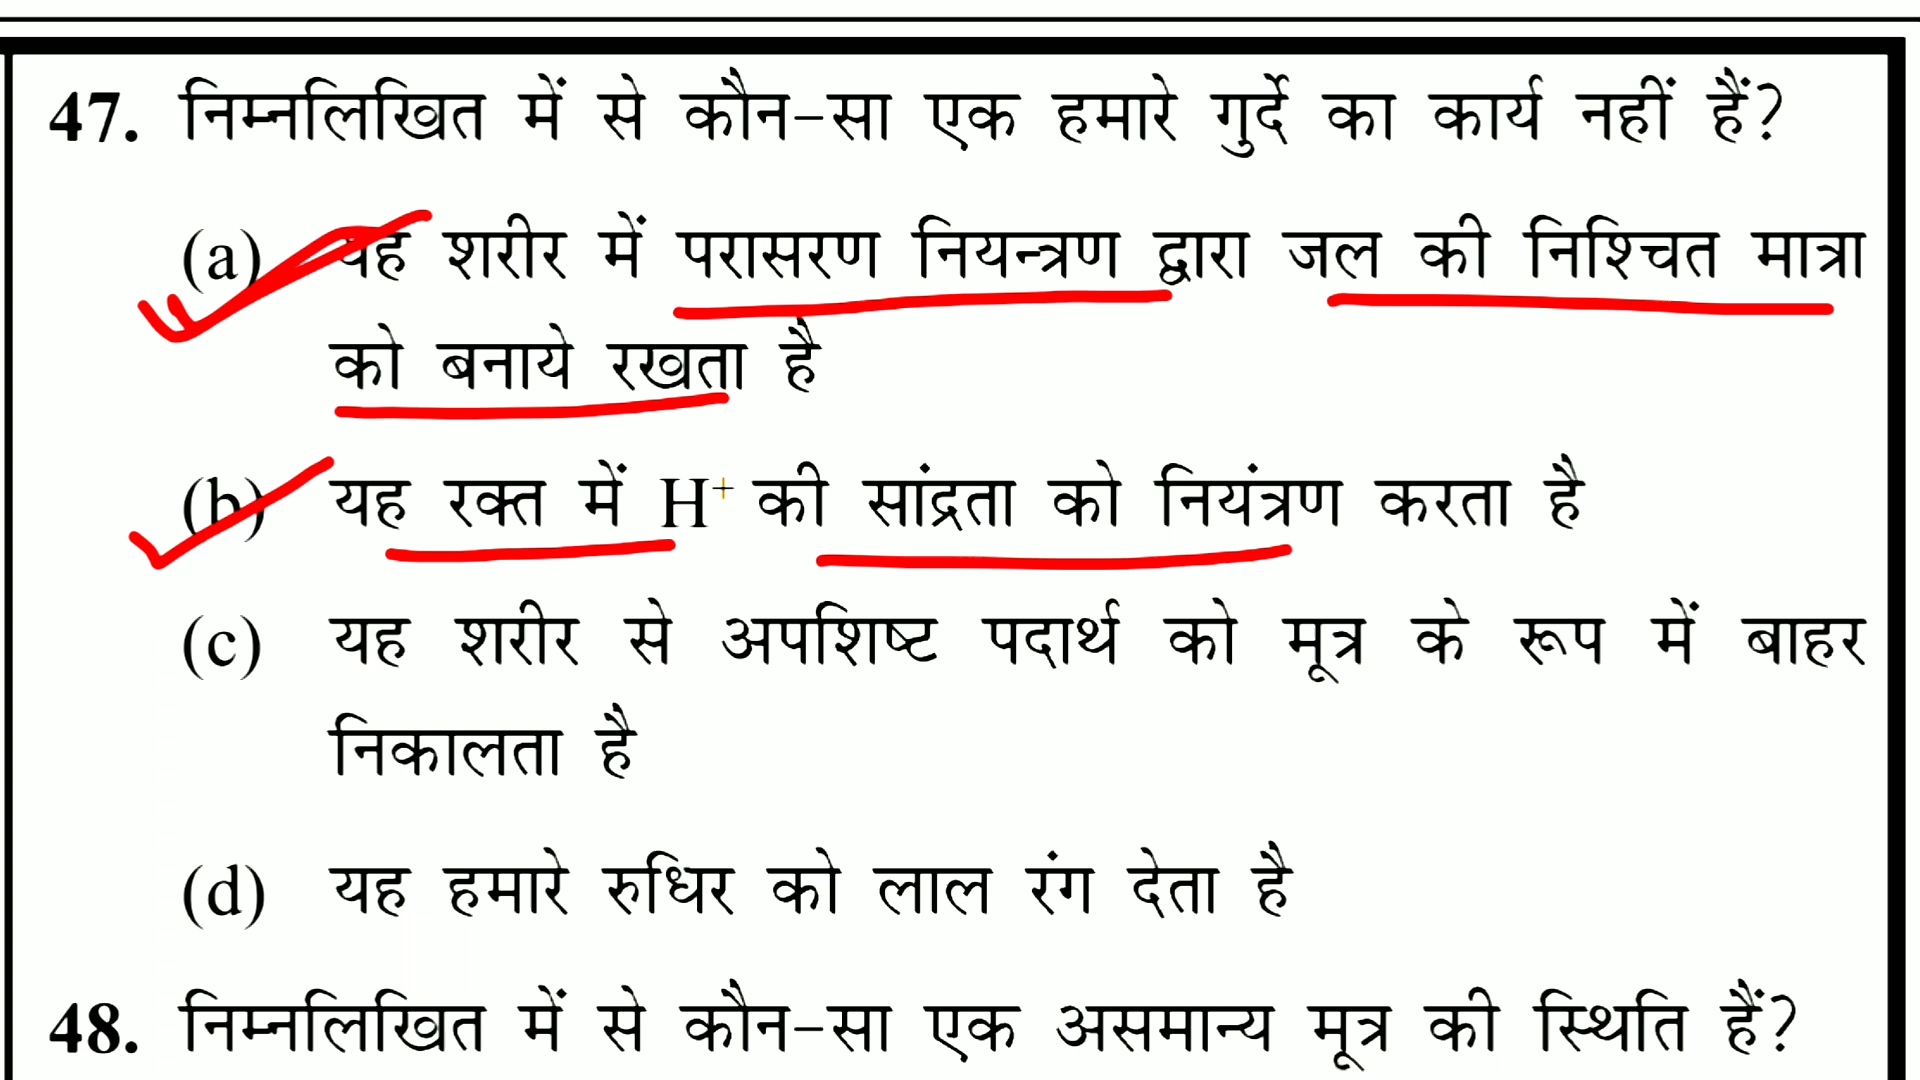 47. निम्नलिखित में से कौन-सा एक हमारे गुर्दे का कार्य नहीं हैं?
(a) यह शरीर में परासरण नियन्त्रण द्वारा जल की निश्चित मात्रा
को बनाये रखता है
(b) यह रक्त में H⁺ की सांद्रता को नियंत्रण करता है
(c) यह शरीर से अपशिष्ट पदार्थ को मूत्र के रूप में बाहर
निकालता है
(d) यह हमारे रुधिर को लाल रंग देता है
48. निम्नलिखित में से कौन-सा एक असमान्य मूत्र की स्थिति हैं?